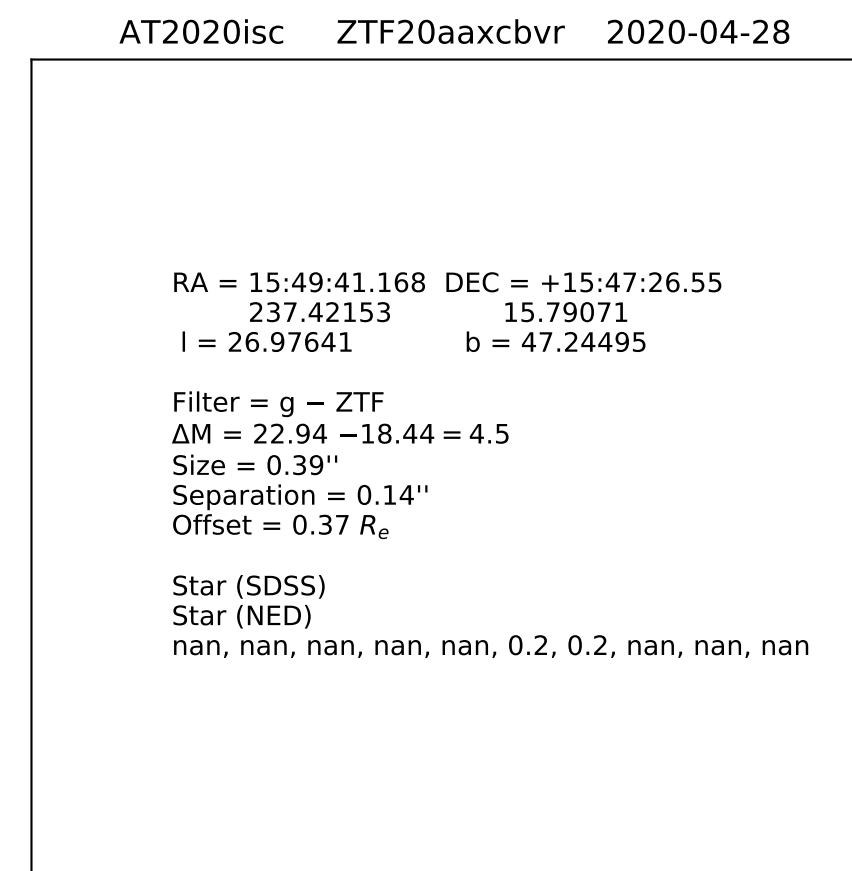 AT2020isc ZTF20aaxcbvr 2020-04-28
RA = 15:49:41.168 DEC = +15:47:26.55
237.42153 15.79071
l = 26.97641 b = 47.24495
Filter = g − ZTF
ΔM = 22.94 −18.44 = 4.5
Size = 0.39''
Separation = 0.14''
Offset = 0.37 Re
Star (SDSS)
Star (NED)
nan, nan, nan, nan, nan, 0.2, 0.2, nan, nan, nan